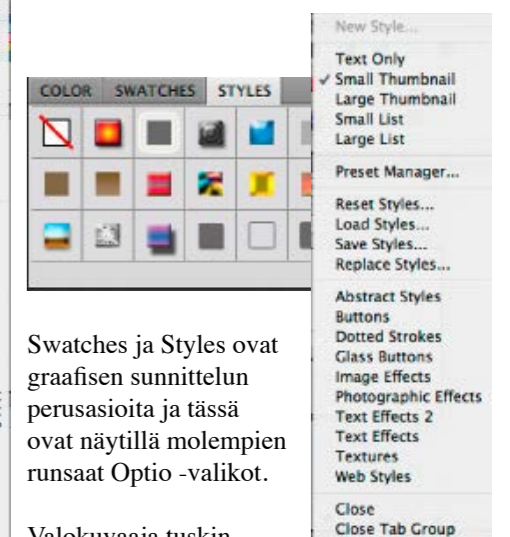 COLOR SWATCHES STYLES
New Style...
Text Only
✓ Small Thumbnail
Large Thumbnail
Small List
Large List
Preset Manager...
Reset Styles...
Load Styles...
Save Styles...
Replace Styles...
Abstract Styles
Buttons
Dotted Strokes
Glass Buttons
Image Effects
Photographic Effects
Text Effects 2
Text Effects
Textures
Web Styles
Close
Close Tab Group
Swatches ja Styles ovat
graafisen sunnittelun
perusasioita ja tässä
ovat näytillä molempien
runsaat Optio -valikot.
Valokuvaaja tuskin